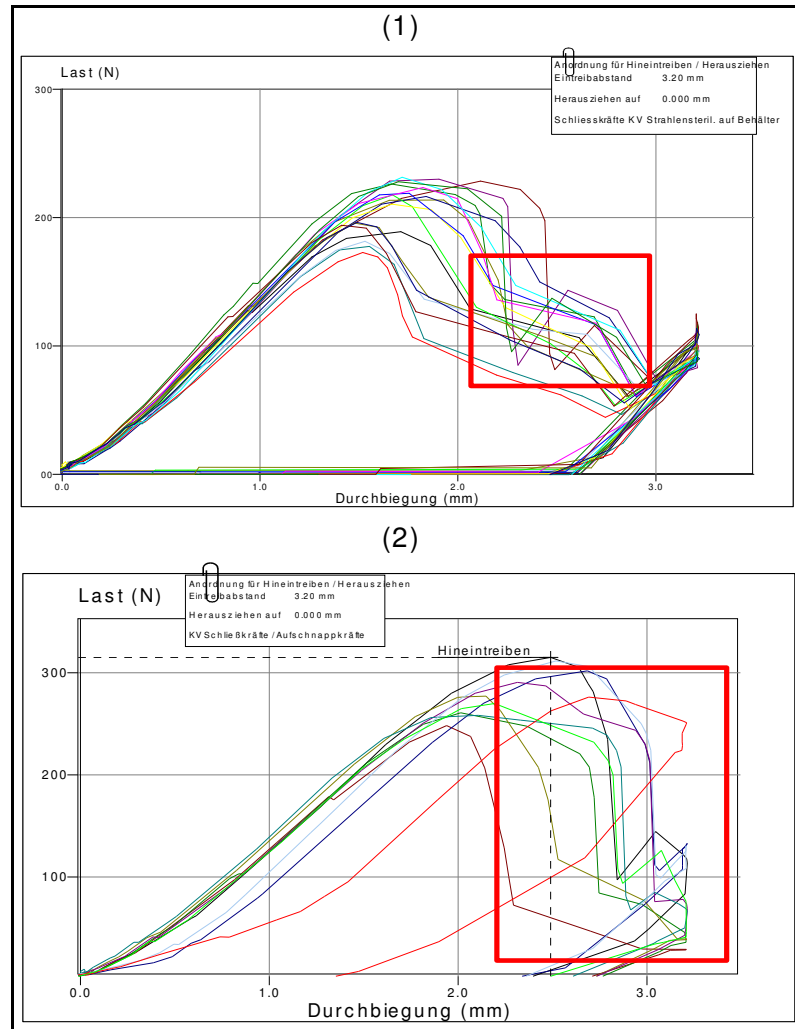 (1)
Last (N)
Anordnung für Hineintreiben / Herausziehen
Eintreibabstand 3.20 mm
Herausziehen auf 0.000 mm
Schliesskräfte KV Strahlensteril. auf Behälter
300
200
100
00
0.0 1.0 2.0 3.0
Durchbiegung (mm)
(2)
Last (N)
Anordnung für Hineintreiben / Herausziehen
Eintreibabstand 3.20 mm
Herausziehen auf 0.000 mm
KV Schließkräfte / Aufschnappkräfte
Hineintreiben
300
200
100
0.0 1.0 2.0 3.0
Durchbiegung (mm)